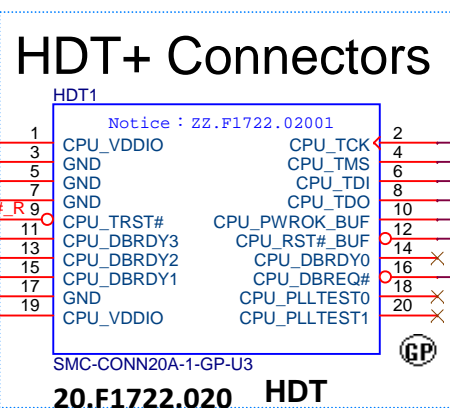 HDT+ Connectors
HDT1
Notice : ZZ.F1722.02001
1 CPU_VDDIO CPU_TCK 2
3 GND CPU_TMS 4
5 GND CPU_TDI 6
7 GND CPU_TDO 8
#_R 9 CPU_TRST# CPU_PWROK_BUF 10
11 CPU_DBRDY3 CPU_RST#_BUF 12
13 CPU_DBRDY2 CPU_DBRDY0 14
15 CPU_DBRDY1 CPU_DBREQ# 16
17 GND CPU_PLLTEST0 18
19 CPU_VDDIO CPU_PLLTEST1 20
GP
SMC-CONN20A-1-GP-U3
20.F1722.020 HDT